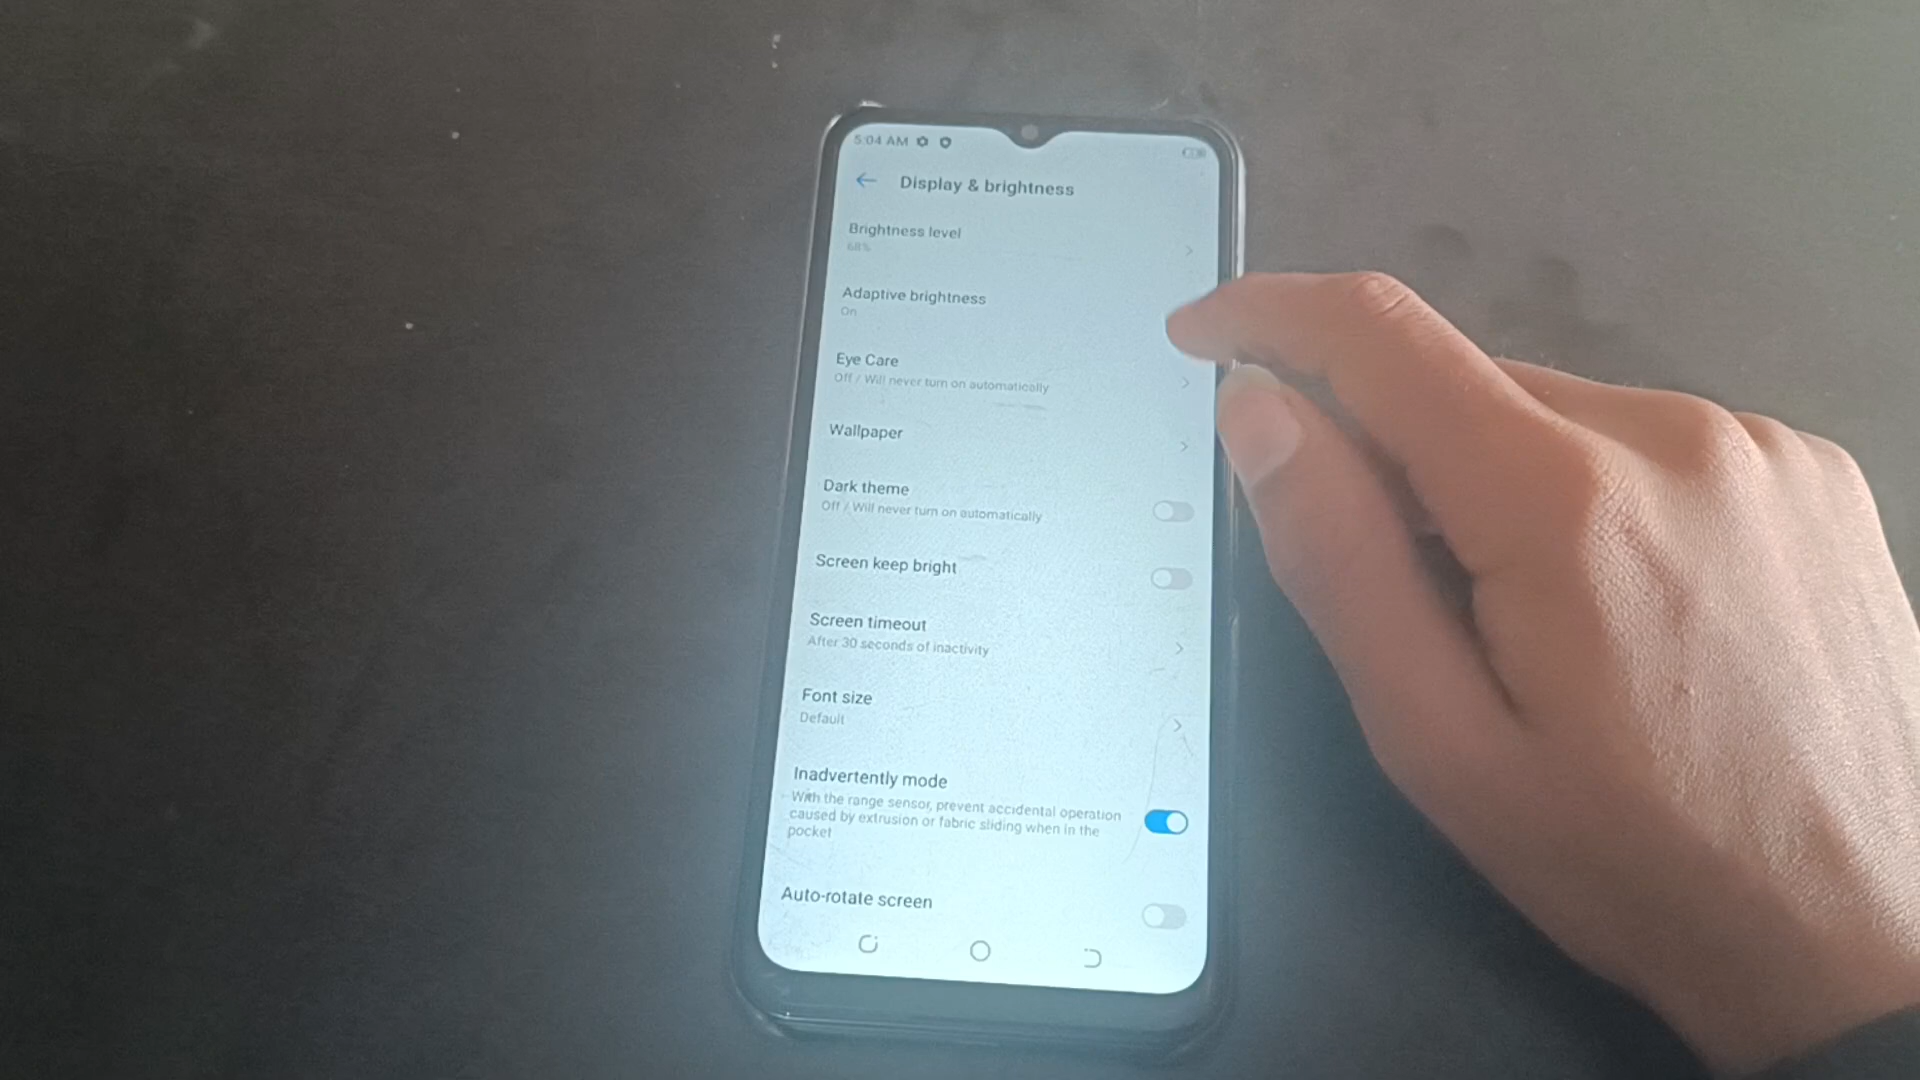 5:04 AM
Display & brightness
Brightness level
68%
Adaptive brightness
On
Eye Care
Off / Will never turn on automatically
Wallpaper
Dark theme
Off / Will never turn on automatically
Screen keep bright
Screen timeout
After 30 seconds of inactivity
Font size
Default
Inadvertently mode
With the range sensor, prevent accidental operation
caused by extrusion or fabric sliding when in the
pocket
Auto-rotate screen